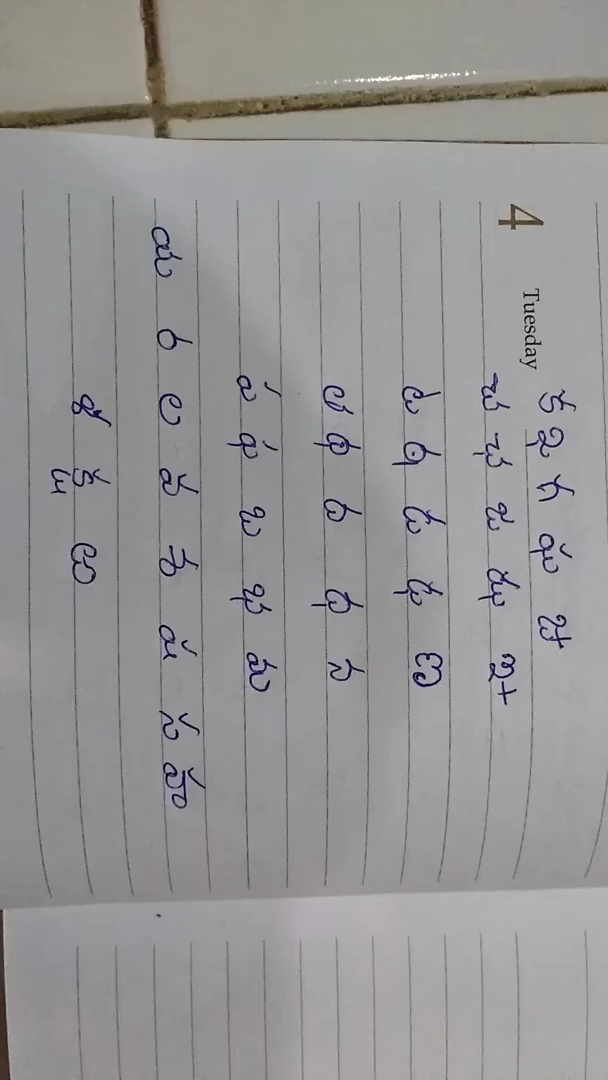 4
Tuesday
క ఖ గ ఘ ఙ
చ ఛ జ ఝ ఞ
ట ఠ డ ఢ ణ
త థ ద ధ న
ప ఫ బ భ మ
య ర ల వ శ ష స హ
ళ క్ష ఱ